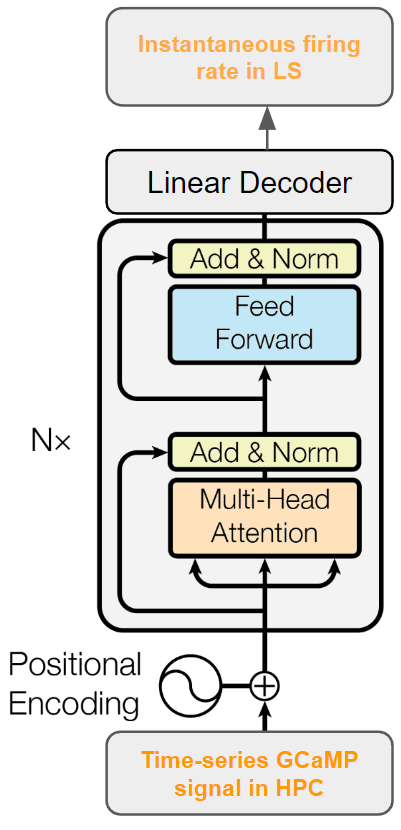 Instantaneous firing
rate in LS
Linear Decoder
Add & Norm
Feed
Forward
N×
Add & Norm
Multi-Head
Attention
Positional
Encoding
Time-series GCaMP
signal in HPC